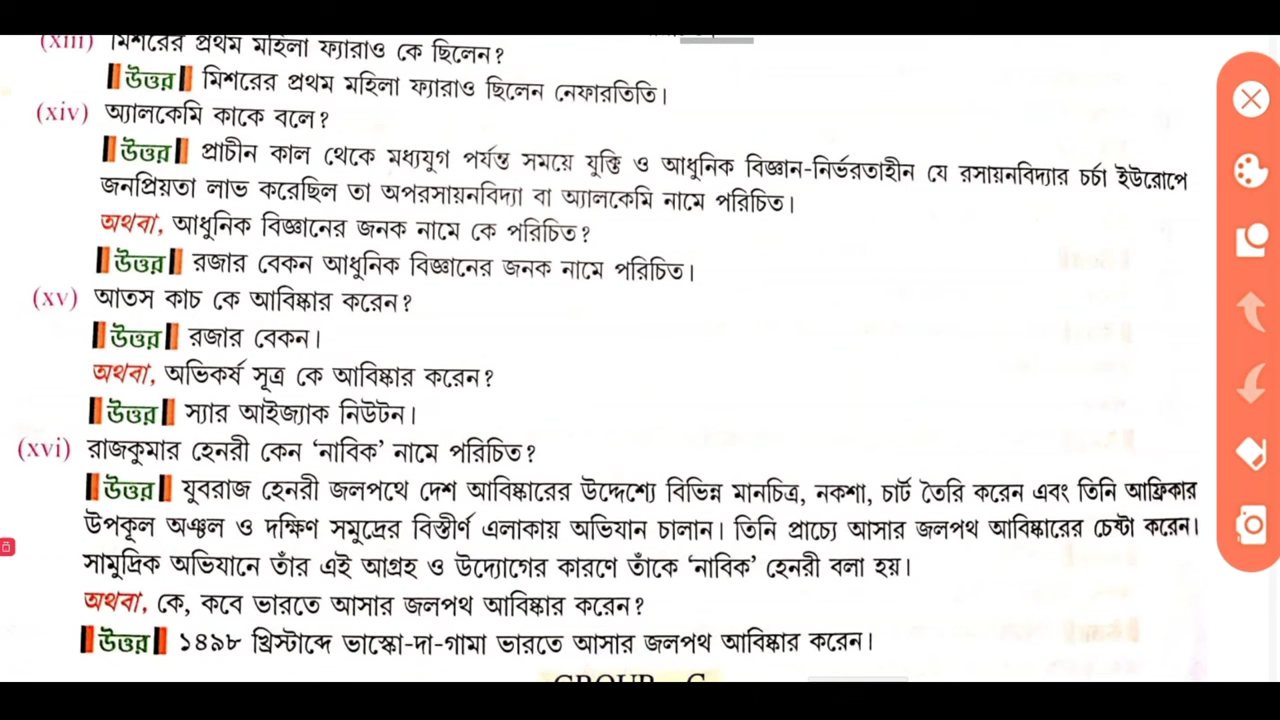 (xiii) মিশরের প্রথম মহিলা ফ্যারাও কে ছিলেন?
উত্তর মিশরের প্রথম মহিলা ফ্যারাও ছিলেন নেফারতিতি।
(xiv) অ্যালকেমি কাকে বলে?
উত্তর প্রাচীন কাল থেকে মধ্যযুগ পর্যন্ত সময়ে যুক্তি ও আধুনিক বিজ্ঞান-নির্ভরতাহীন যে রসায়নবিদ্যার চর্চা ইউরোপে
জনপ্রিয়তা লাভ করেছিল তা অপরসায়নবিদ্যা বা অ্যালকেমি নামে পরিচিত।
অথবা, আধুনিক বিজ্ঞানের জনক নামে কে পরিচিত?
উত্তর রজার বেকন আধুনিক বিজ্ঞানের জনক নামে পরিচিত।
(xv) আতস কাচ কে আবিষ্কার করেন?
উত্তর রজার বেকন।
অথবা, অভিকর্ষ সূত্র কে আবিষ্কার করেন?
উত্তর স্যার আইজ্যাক নিউটন।
(xvi) রাজকুমার হেনরী কেন ‘নাবিক’ নামে পরিচিত?
উত্তর যুবরাজ হেনরী জলপথে দেশ আবিষ্কারের উদ্দেশ্যে বিভিন্ন মানচিত্র, নকশা, চার্ট তৈরি করেন এবং তিনি আফ্রিকার
উপকূল অঞ্চল ও দক্ষিণ সমুদ্রের বিস্তীর্ণ এলাকায় অভিযান চালান। তিনি প্রাচ্যে আসার জলপথ আবিষ্কারের চেষ্টা করেন।
সামুদ্রিক অভিযানে তাঁর এই আগ্রহ ও উদ্যোগের কারণে তাঁকে ‘নাবিক’ হেনরী বলা হয়।
অথবা, কে, কবে ভারতে আসার জলপথ আবিষ্কার করেন?
উত্তর ১৪৯৮ খ্রিস্টাব্দে ভাস্কো-দা-গামা ভারতে আসার জলপথ আবিষ্কার করেন।
GROUP – C